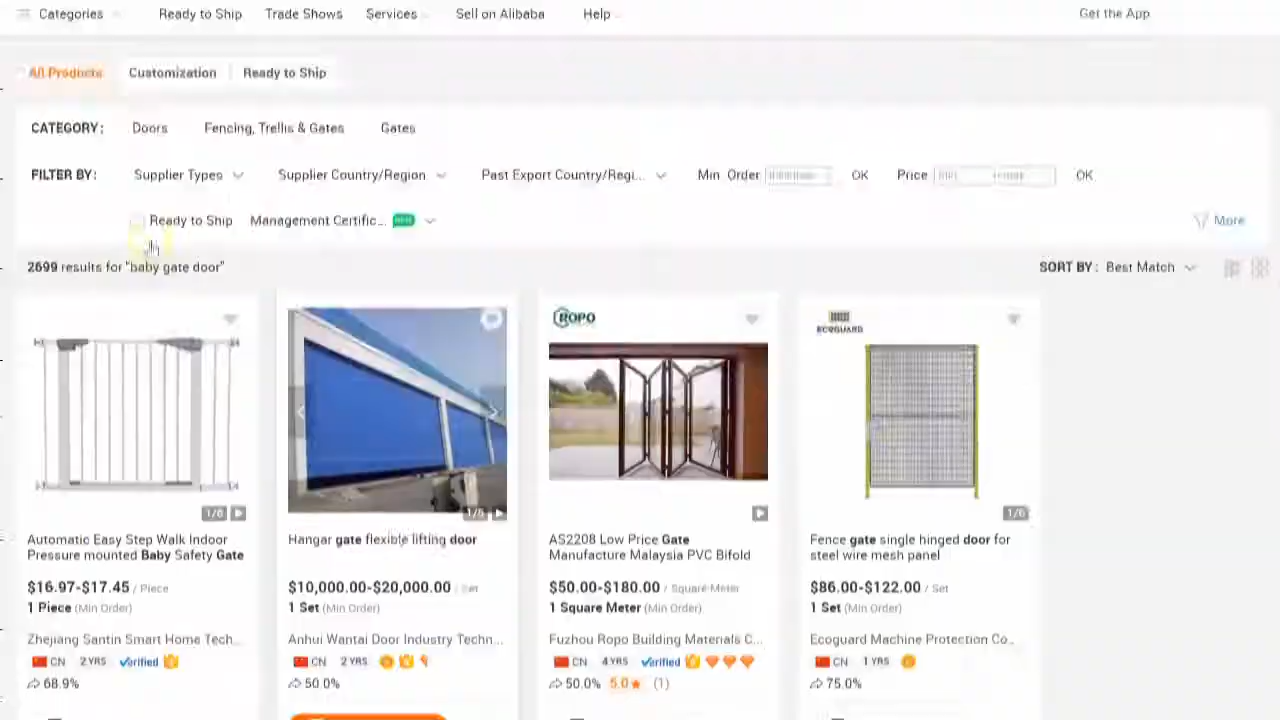 Categories Ready to Ship Trade Shows Services Sell on Alibaba Help Get the App
All Products Customization Ready to Ship
CATEGORY: Doors Fencing, Trellis & Gates Gates
FILTER BY: Supplier Types Supplier Country/Region Past Export Country/Regi... Min Order OK Price OK
Ready to Ship Management Certific... More
2699 results for "baby gate door" SORT BY: Best Match
ROPO
ECOGUARD
1/6 1/5 1/6
Automatic Easy Step Walk Indoor
Pressure mounted Baby Safety Gate
$16.97-$17.45 / Piece
1 Piece (Min Order)
Zhejiang Santin Smart Home Tech...
CN 2 YRS Verified
68.9%
Hangar gate flexible lifting door
$10,000.00-$20,000.00 / Set
1 Set (Min Order)
Anhui Wantai Door Industry Techn...
CN 2 YRS
50.0%
AS2208 Low Price Gate
Manufacture Malaysia PVC Bifold
$50.00-$180.00 / Square Meter
1 Square Meter (Min Order)
Fuzhou Ropo Building Materials C...
CN 4 YRS Verified
50.0% 5.0 (1)
Fence gate single hinged door for
steel wire mesh panel
$86.00-$122.00 / Set
1 Set (Min Order)
Ecoguard Machine Protection Co...
CN 1 YRS
75.0%